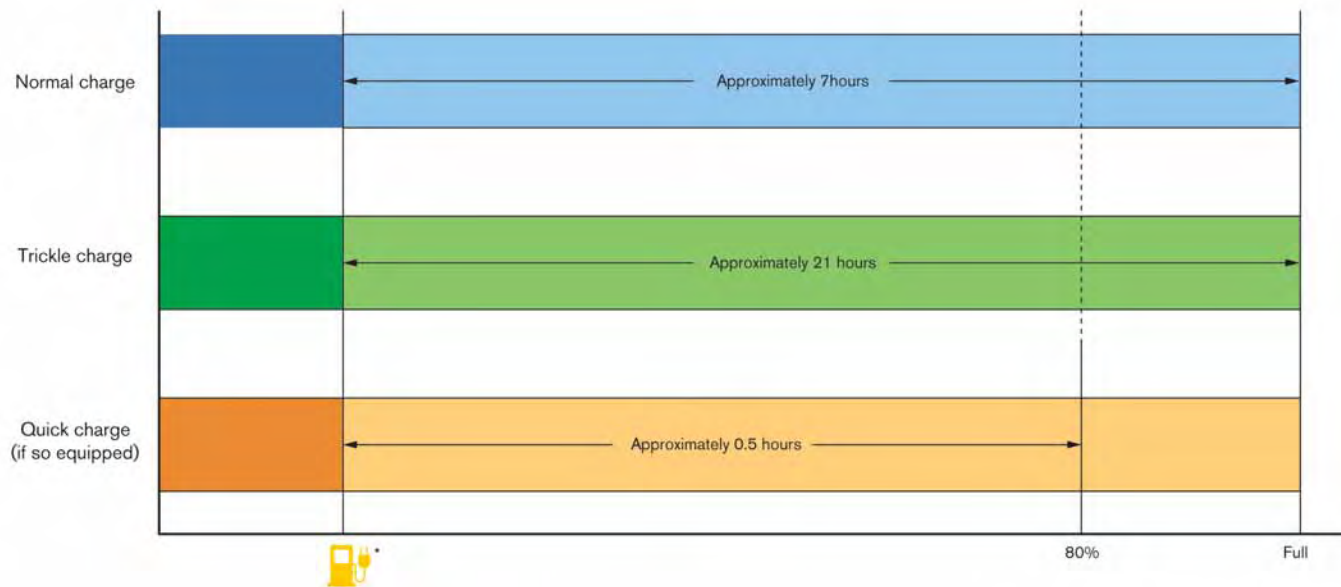 Normal charge
Approximately 7hours
Trickle charge
Approximately 21 hours
Quick charge
(if so equipped)
Approximately 0.5 hours
*
80%
Full